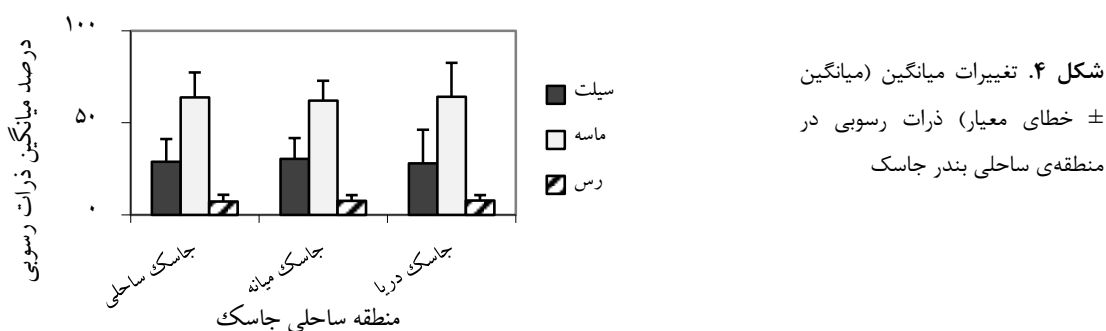 شکل ۴. تغییرات میانگین (میانگین
± خطای معیار) ذرات رسوبی در
منطقه‌ی ساحلی بندر جاسک
درصد میانگین ذرات رسوبی
۱۰۰
۵۰
۰
سیلت
ماسه
رس
جاسک ساحلی
جاسک میانه
جاسک دریا
منطقه ساحلی جاسک